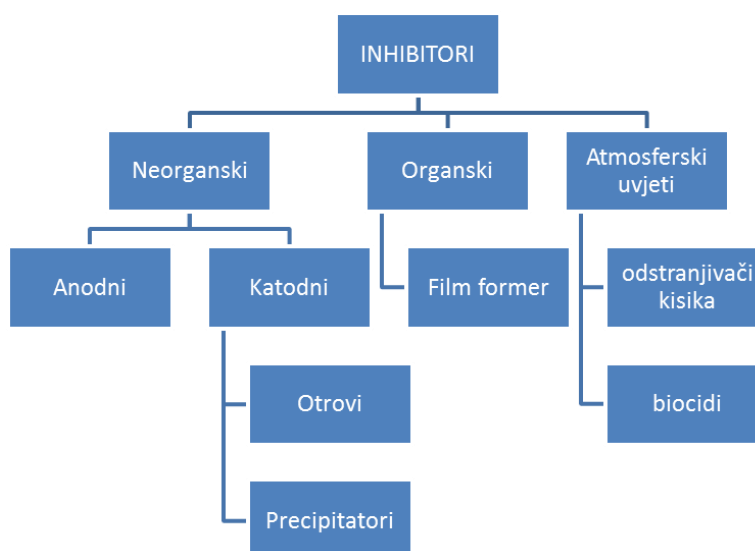 INHIBITORI
Neorganski
Organski
Atmosferski
uvjeti
Anodni
Katodni
Film former
odstranjivači
kisika
Otrovi
biocidi
Precipitatori